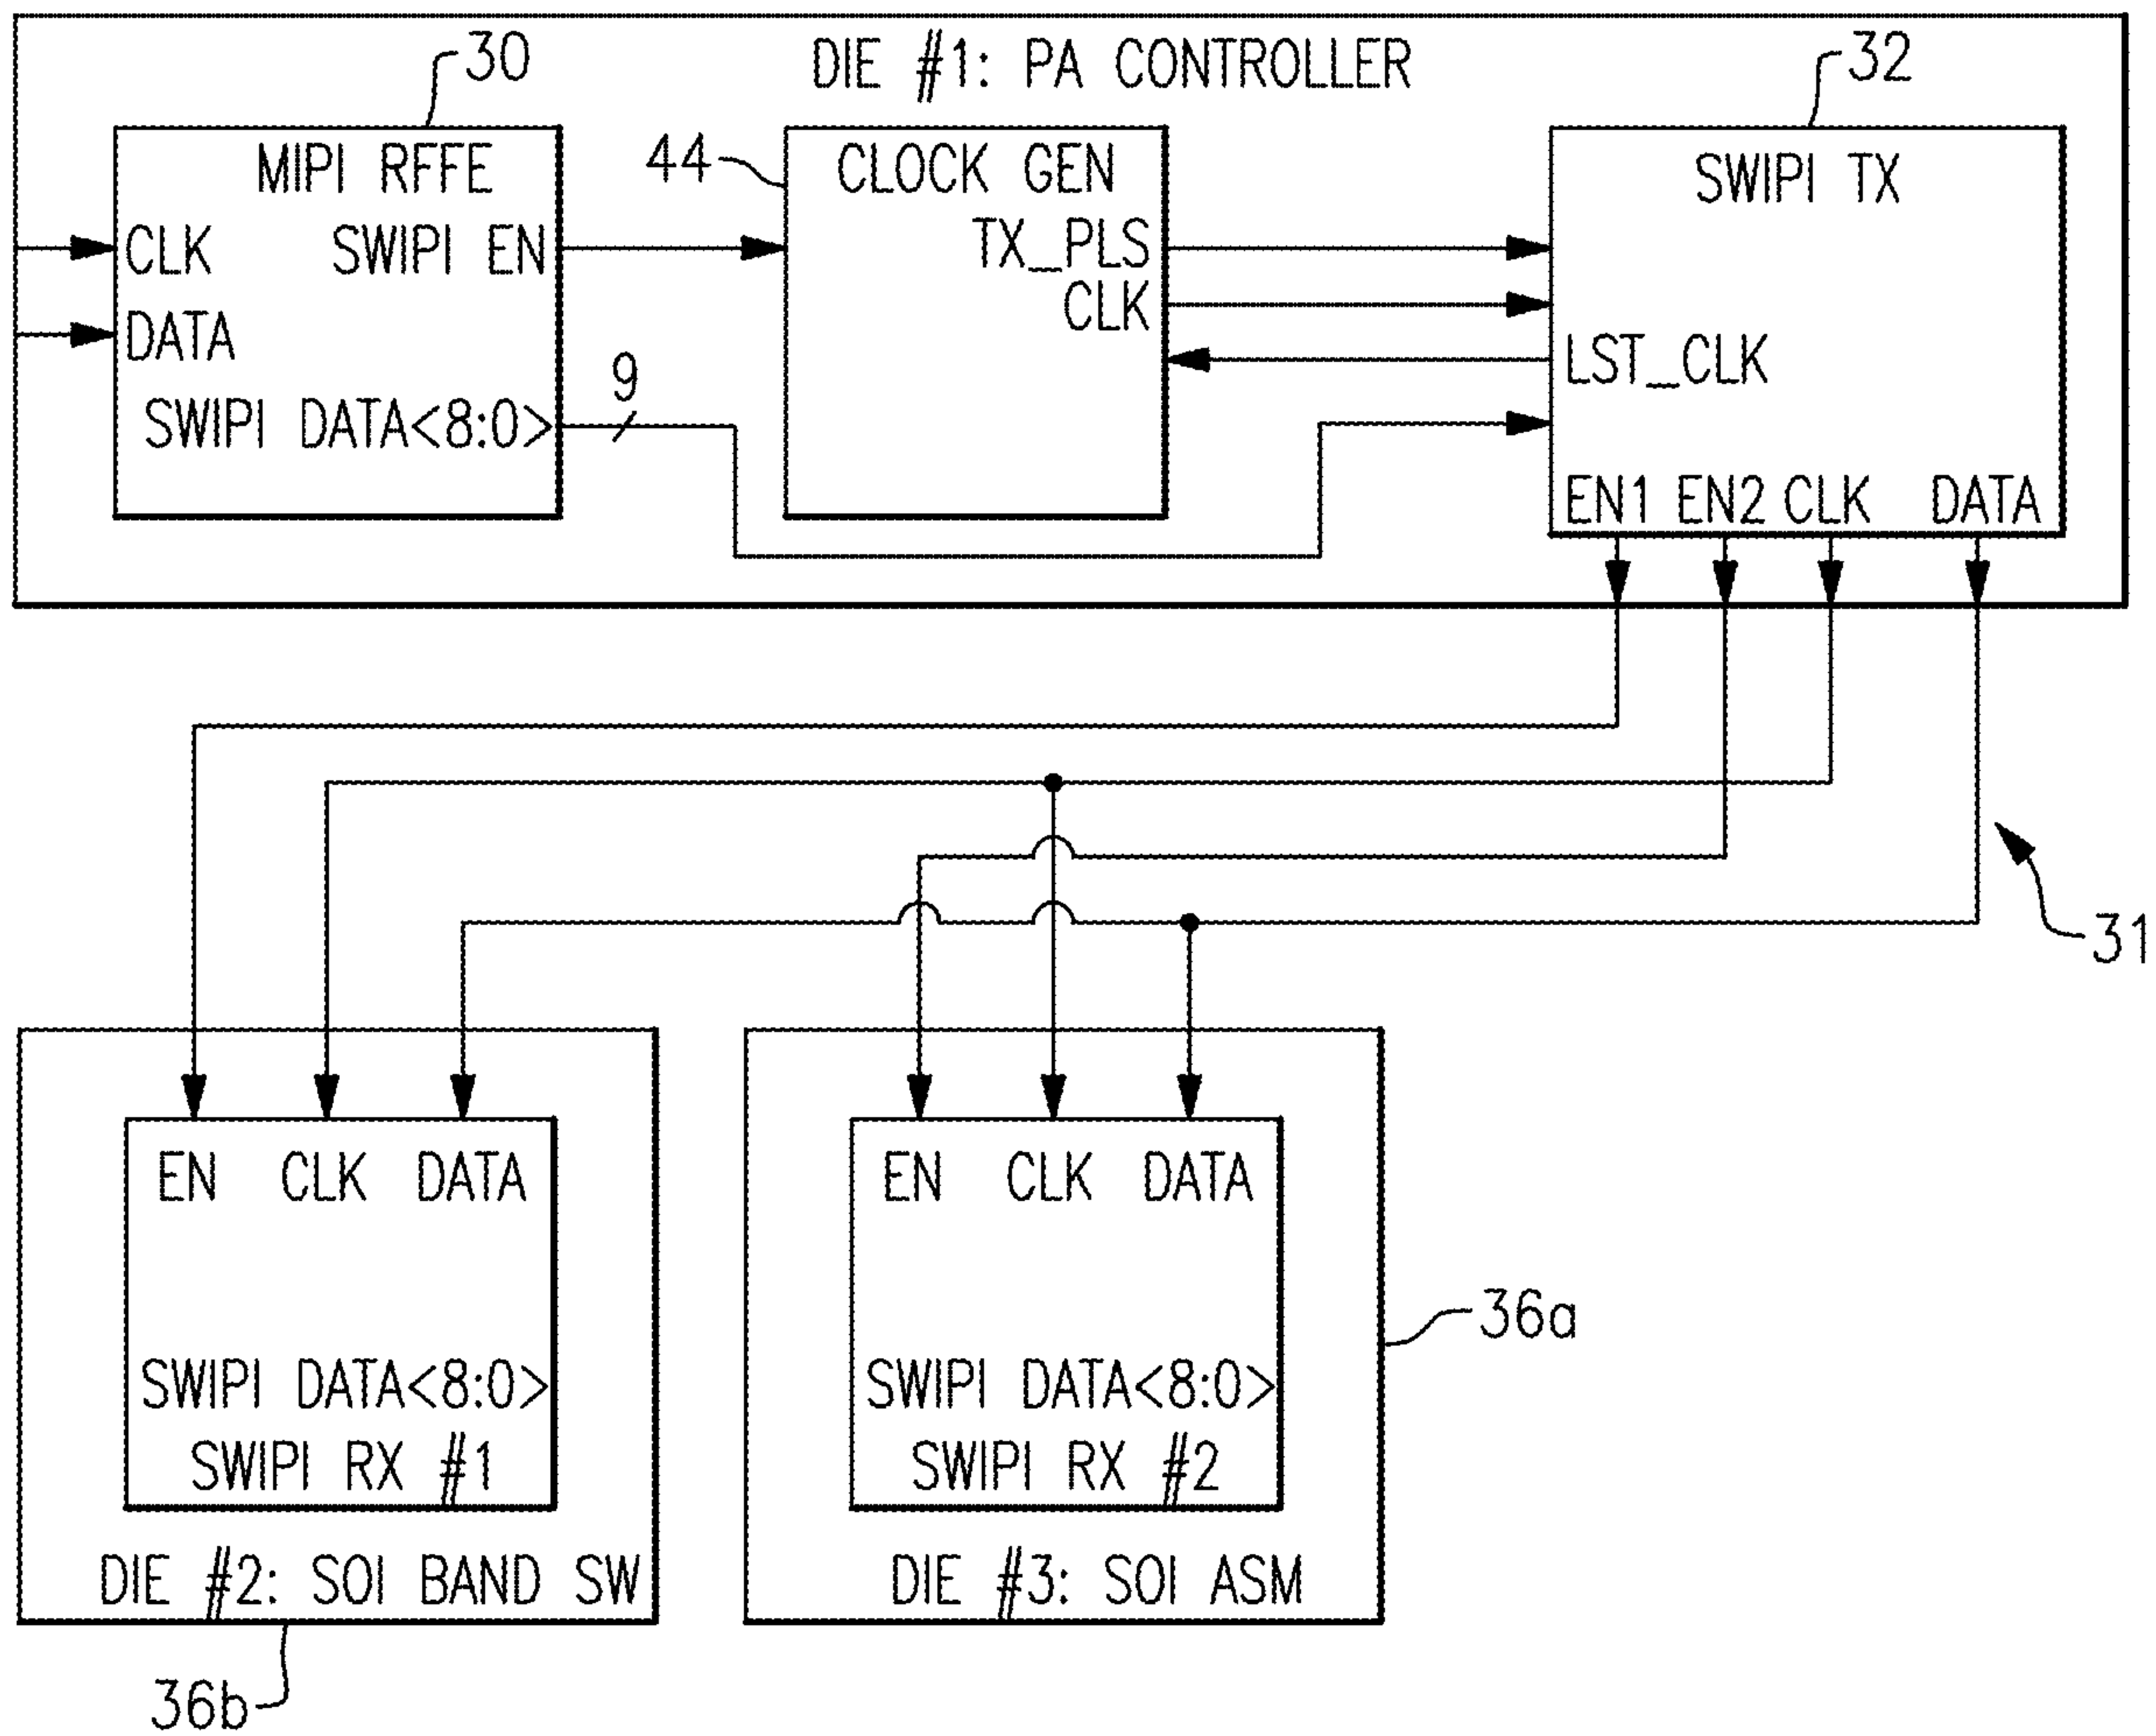 30
DIE #1: PA CONTROLLER
32
MIPI RFFE
44
CLOCK GEN
SWIPI TX
CLK
SWIPI EN
TX_PLS
CLK
DATA
LST_CLK
9
SWIPI DATA<8:0>
EN1 EN2 CLK DATA
31
EN CLK DATA
EN CLK DATA
36a
SWIPI DATA<8:0>
SWIPI RX #1
SWIPI DATA<8:0>
SWIPI RX #2
DIE #2: SOI BAND SW
DIE #3: SOI ASM
36b